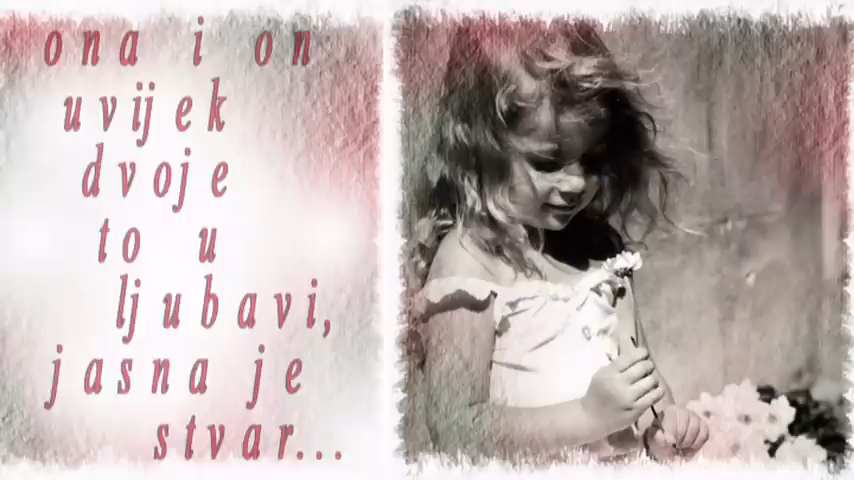 ona i on
uvijek
dvoje
to u
ljubavi,
jasna je
stvar...